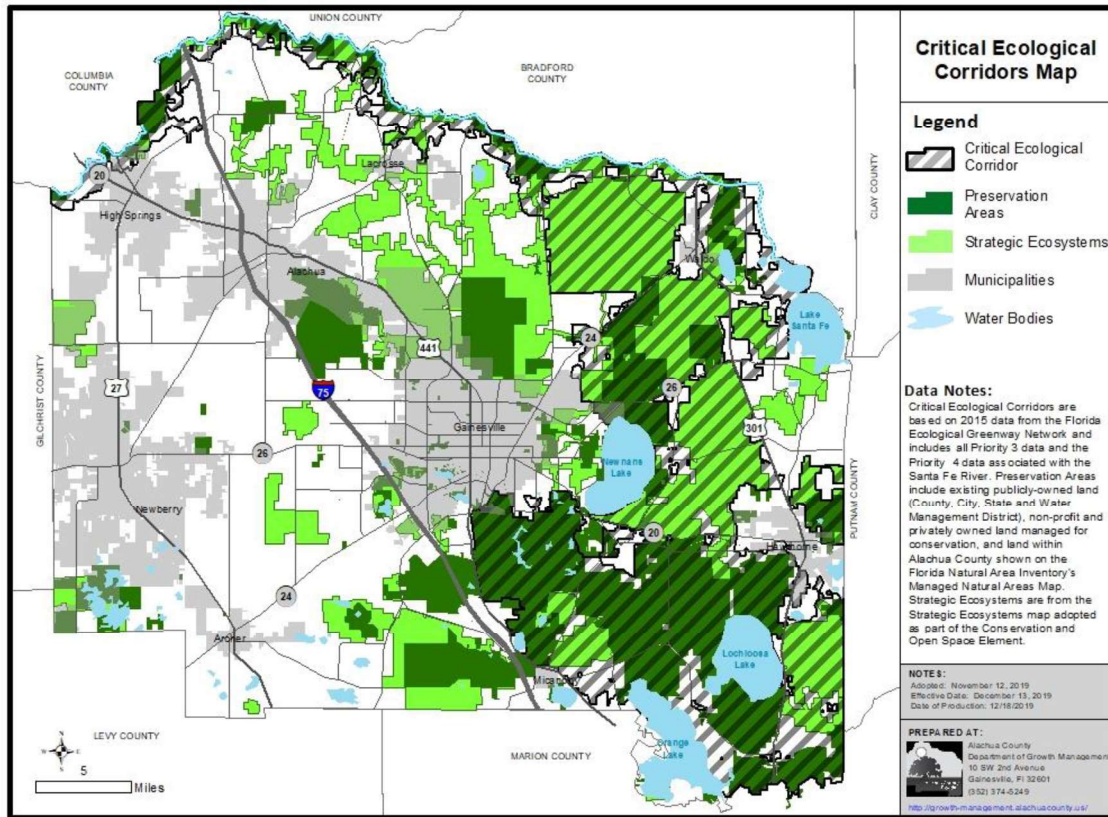 UNION COUNTY
COLUMBIA
COUNTY
BRADFORD
COUNTY
CLAY COUNTY
Lacrosse
20
High Springs
Waldo
Alachua
Lake
Santa Fe
24
441
GILCHRIST COUNTY
27
75
26
301
Gainesville
26
Newnans
Lake
PUTNAM COUNTY
Newberry
20
Hawthorne
24
Archer
Lochloosa
Lake
Micanopy
LEVY COUNTY
MARION COUNTY
Orange
Lake
5
Miles
N
W
E
S
Critical Ecological
Corridors Map
Legend
Critical Ecological
Corridor
Preservation
Areas
Strategic Ecosystems
Municipalities
Water Bodies
Data Notes:
Critical Ecological Corridors are
based on 2015 data from the Florida
Ecological Greenway Network and
includes all Priority 3 data and the
Priority 4 data associated with the
Santa Fe River. Preservation Areas
include existing publicly-owned land
(County, City, State and Water
Management District), non-profit and
privately owned land managed for
conservation, and land within
Alachua County shown on the
Florida Natural Area Inventory's
Managed Natural Areas Map.
Strategic Ecosystems are from the
Strategic Ecosystems map adopted
as part of the Conservation and
Open Space Element.
NOTES:
Adopted: November 12, 2019
Effective Date: December 13, 2019
Date of Production: 12/18/2019
PREPARED AT:
Alachua County
Department of Growth Management
10 SW 2nd Avenue
Gainesville, Fl 32601
(352) 374-5249
http://growth-management.alachuacounty.us/